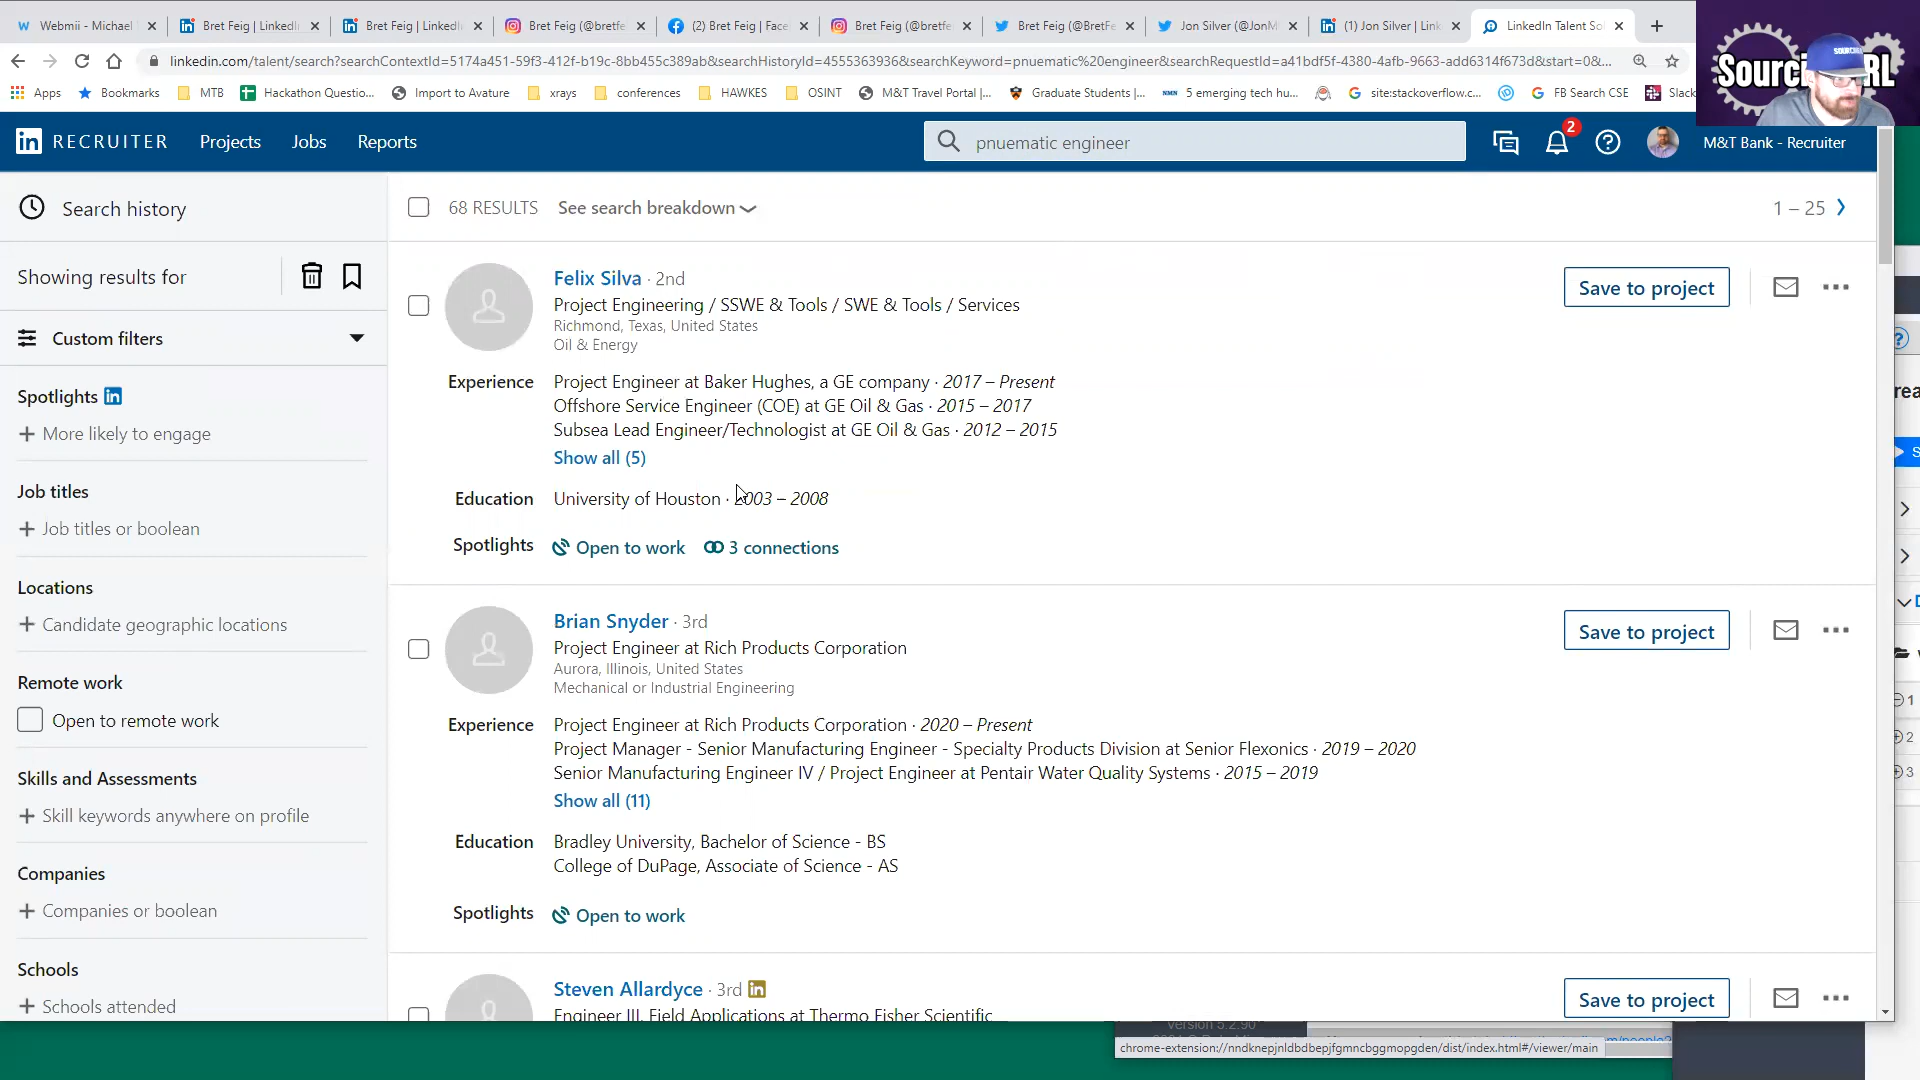 Webmii - Michael
Bret Feig | LinkedIn
Bret Feig | LinkedI
Bret Feig (@bretfe
(2) Bret Feig | Face
Bret Feig (@bretfe
Bret Feig (@BretFe
Jon Silver (@JonM
(1) Jon Silver | Link
LinkedIn Talent So
linkedin.com/talent/search?searchContextId=5174a451-59f3-412f-b19c-8bb455c389ab&searchHistoryId=4555363936&searchKeyword=pnuematic%20engineer&searchRequestId=a41bdf5f-4380-4afb-9663-add6314f673d&start=0&...
Apps
Bookmarks
MTB
Hackathon Questio...
Import to Avature
xrays
conferences
HAWKES
OSINT
M&T Travel Portal |...
Graduate Students |...
5 emerging tech hu...
site:stackoverflow.c...
FB Search CSE
Slack
RECRUITER
Projects
Jobs
Reports
pnuematic engineer
2
M&T Bank - Recruiter
Search history
68 RESULTS
See search breakdown
1 – 25
Showing results for
Custom filters
Spotlights
+ More likely to engage
Job titles
+ Job titles or boolean
Locations
+ Candidate geographic locations
Remote work
Open to remote work
Skills and Assessments
+ Skill keywords anywhere on profile
Companies
+ Companies or boolean
Schools
+ Schools attended
Felix Silva · 2nd
Project Engineering / SSWE & Tools / SWE & Tools / Services
Richmond, Texas, United States
Oil & Energy
Save to project
Experience
Project Engineer at Baker Hughes, a GE company · 2017 – Present
Offshore Service Engineer (COE) at GE Oil & Gas · 2015 – 2017
Subsea Lead Engineer/Technologist at GE Oil & Gas · 2012 – 2015
Show all (5)
Education
University of Houston · 2003 – 2008
Spotlights
Open to work
3 connections
Brian Snyder · 3rd
Project Engineer at Rich Products Corporation
Aurora, Illinois, United States
Mechanical or Industrial Engineering
Save to project
Experience
Project Engineer at Rich Products Corporation · 2020 – Present
Project Manager - Senior Manufacturing Engineer - Specialty Products Division at Senior Flexonics · 2019 – 2020
Senior Manufacturing Engineer IV / Project Engineer at Pentair Water Quality Systems · 2015 – 2019
Show all (11)
Education
Bradley University, Bachelor of Science - BS
College of DuPage, Associate of Science - AS
Spotlights
Open to work
Steven Allardyce · 3rd
Engineer III, Field Applications at Thermo Fisher Scientific
Save to project
Version 5.2.90
chrome-extension://nndknepjnldbdbepjfgmncbggmopgden/dist/index.html#/viewer/main